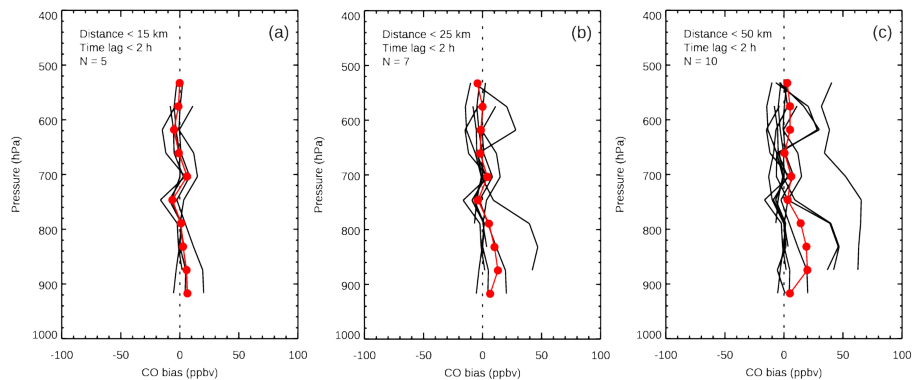 (a)
Distance < 15 km
Time lag < 2 h
N = 5
400
500
600
700
800
900
1000
Pressure (hPa)
-100 -50 0 50 100
CO bias (ppbv)
(b)
Distance < 25 km
Time lag < 2 h
N = 7
400
500
600
700
800
900
1000
Pressure (hPa)
-100 -50 0 50 100
CO bias (ppbv)
(c)
Distance < 50 km
Time lag < 2 h
N = 10
400
500
600
700
800
900
1000
Pressure (hPa)
-100 -50 0 50 100
CO bias (ppbv)